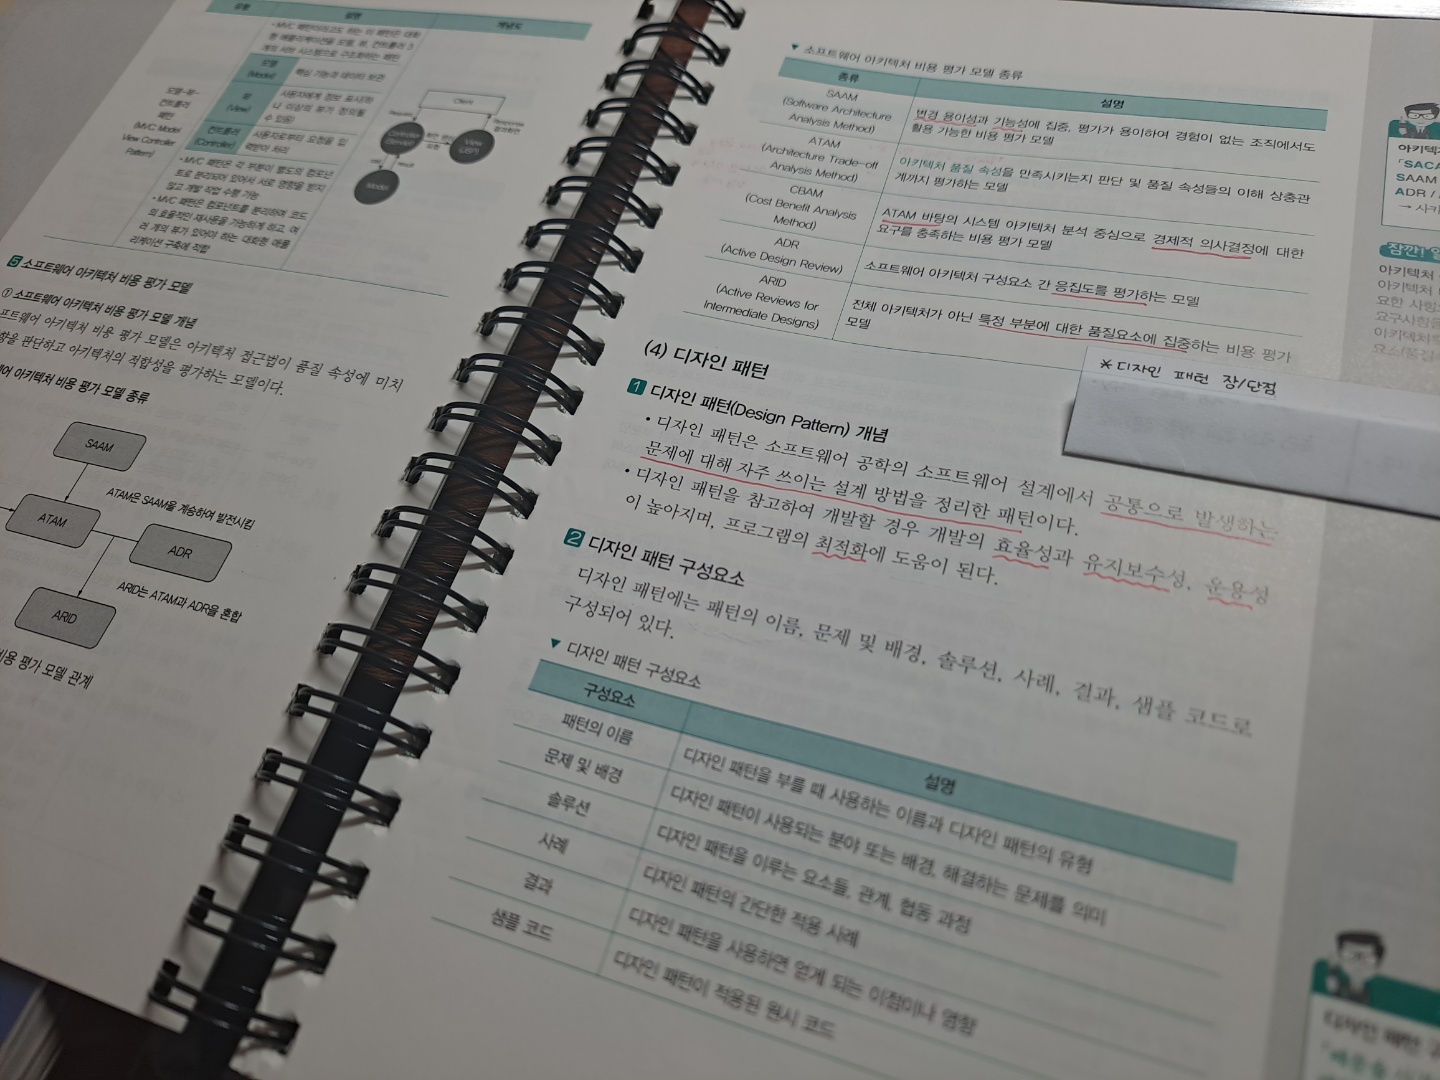 유형 설명 개념도
• MVC 패턴이라고도 하는 이 패턴은 대화
형 애플리케이션을 모델, 뷰, 컨트롤러 3
개의 서브 시스템으로 구조화하는 패턴
모델
(Model)
핵심 기능과 데이터 보관
뷰
(View)
사용자에게 정보 표시(하
나 이상의 뷰가 정의될
수 있음)
컨트롤러
(Controller)
사용자로부터 요청을 입
력받아 처리
모델-뷰-
컨트롤러
패턴
(MVC Model
View Controller
Pattern)
• MVC 패턴은 각 부분이 별도의 컴포넌
트로 분리되어 있어서 서로 영향을 받지
않고 개발 작업 수행 가능
• MVC 패턴은 컴포넌트를 분리하여 코드
의 효율적인 재사용을 가능하게 하고, 여
러 개의 뷰가 있어야 하는 대화형 애플
리케이션 구축에 적합
Client
Controller
Servlet
View
(JSP)
result
Model
5 소프트웨어 아키텍처 비용 평가 모델
① 소프트웨어 아키텍처 비용 평가 모델 개념
프트웨어 아키텍처 비용 평가 모델은 아키텍처 접근법이 품질 속성에 미치
향을 판단하고 아키텍처의 적합성을 평가하는 모델이다.
어 아키텍처 비용 평가 모델 종류
SAAM
ATAM은 SAAM을 계승하여 발전시킴
ATAM
ADR
ARID는 ATAM과 ADR을 혼합
ARID
비용 평가 모델 관계
▼ 소프트웨어 아키텍처 비용 평가 모델 종류
종류 설명
SAAM
(Software Architecture
Analysis Method)
변경 용이성과 기능성에 집중, 평가가 용이하여 경험이 없는 조직에서도
활용 가능한 비용 평가 모델
ATAM
(Architecture Trade-off
Analysis Method)
아키텍처 품질 속성을 만족시키는지 판단 및 품질 속성들의 이해 상충관
계까지 평가하는 모델
CBAM
(Cost Benefit Analysis
Method)
ATAM 바탕의 시스템 아키텍처 분석 중심으로 경제적 의사결정에 대한
요구를 충족하는 비용 평가 모델
ADR
(Active Design Review)
소프트웨어 아키텍처 구성요소 간 응집도를 평가하는 모델
ARID
(Active Reviews for
Intermediate Designs)
전체 아키텍처가 아닌 특정 부분에 대한 품질요소에 집중하는 비용 평가
모델
(4) 디자인 패턴
1 디자인 패턴(Design Pattern) 개념
• 디자인 패턴은 소프트웨어 공학의 소프트웨어 설계에서 공통으로 발생하는
문제에 대해 자주 쓰이는 설계 방법을 정리한 패턴이다.
• 디자인 패턴을 참고하여 개발할 경우 개발의 효율성과 유지보수성, 운용성
이 높아지며, 프로그램의 최적화에 도움이 된다.
2 디자인 패턴 구성요소
디자인 패턴에는 패턴의 이름, 문제 및 배경, 솔루션, 사례, 결과, 샘플 코드로
구성되어 있다.
▼ 디자인 패턴 구성요소
구성요소 설명
패턴의 이름 디자인 패턴을 부를 때 사용하는 이름과 디자인 패턴의 유형
문제 및 배경 디자인 패턴이 사용되는 분야 또는 배경, 해결하는 문제를 의미
솔루션 디자인 패턴을 이루는 요소들, 관계, 협동 과정
사례 디자인 패턴의 간단한 적용 사례
결과 디자인 패턴을 사용하면 얻게 되는 이점이나 영향
샘플 코드 디자인 패턴이 적용된 원시 코드
* 디자인 패턴 장/단점
아키텍처
「SACA
SAAM
ADR /
→ 사키
잠깐!
아키텍처
아키텍처
요한 사항
요구사항을
아키텍처
디자인 패턴 구